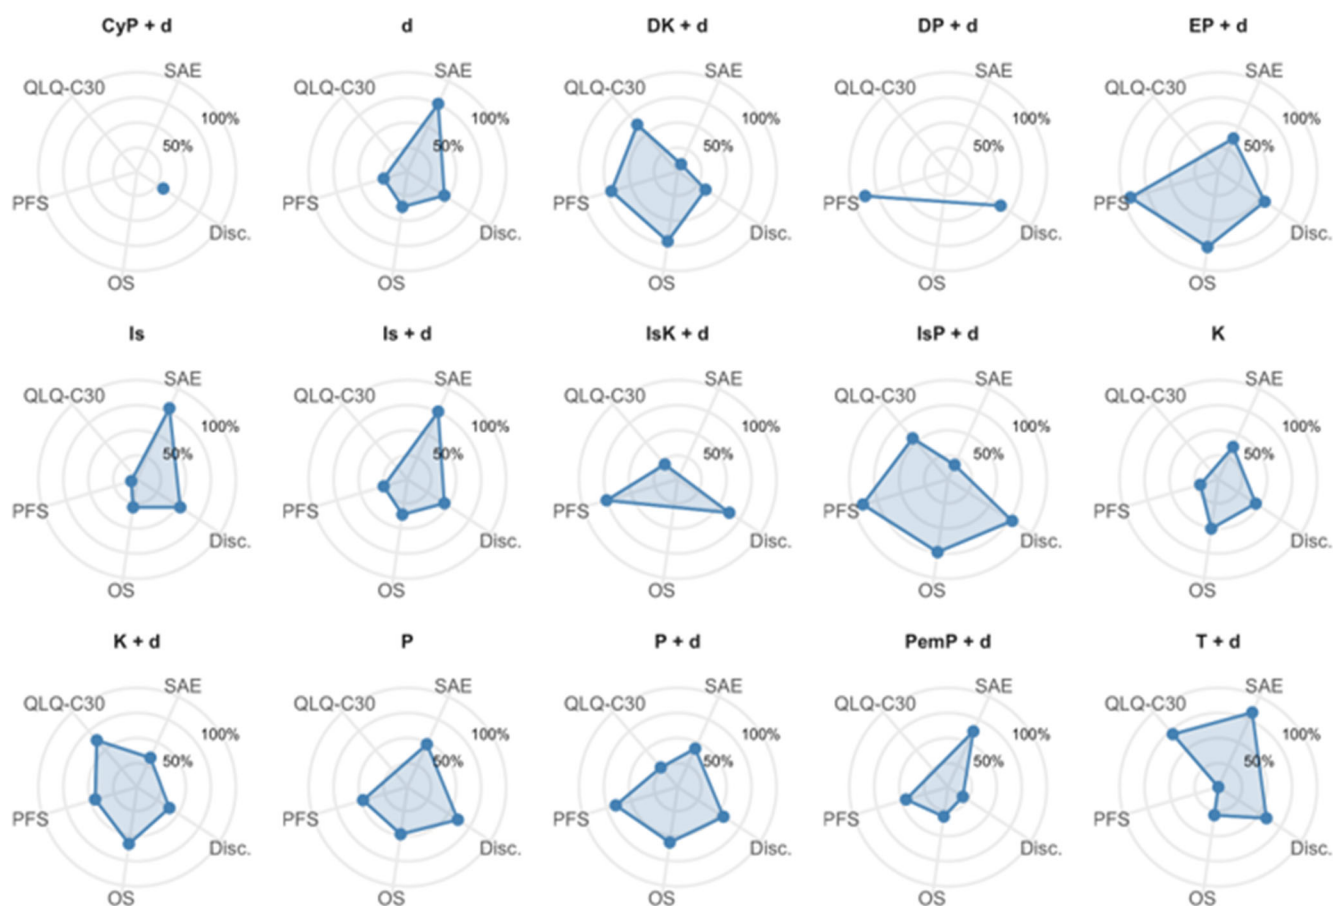 CyP + d
d
DK + d
DP + d
EP + d
SAE
QLQ-C30
100%
50%
PFS
Disc.
OS
SAE
QLQ-C30
100%
50%
PFS
Disc.
OS
SAE
QLQ-C30
100%
50%
PFS
Disc.
OS
SAE
QLQ-C30
100%
50%
PFS
Disc.
OS
SAE
QLQ-C30
100%
50%
PFS
Disc.
OS
Is
Is + d
IsK + d
IsP + d
K
SAE
QLQ-C30
100%
50%
PFS
Disc.
OS
SAE
QLQ-C30
100%
50%
PFS
Disc.
OS
SAE
QLQ-C30
100%
50%
PFS
Disc.
OS
SAE
QLQ-C30
100%
50%
PFS
Disc.
OS
SAE
QLQ-C30
100%
50%
PFS
Disc.
OS
K + d
P
P + d
PemP + d
T + d
SAE
QLQ-C30
100%
50%
PFS
Disc.
OS
SAE
QLQ-C30
100%
50%
PFS
Disc.
OS
SAE
QLQ-C30
100%
50%
PFS
Disc.
OS
SAE
QLQ-C30
100%
50%
PFS
Disc.
OS
SAE
QLQ-C30
100%
50%
PFS
Disc.
OS